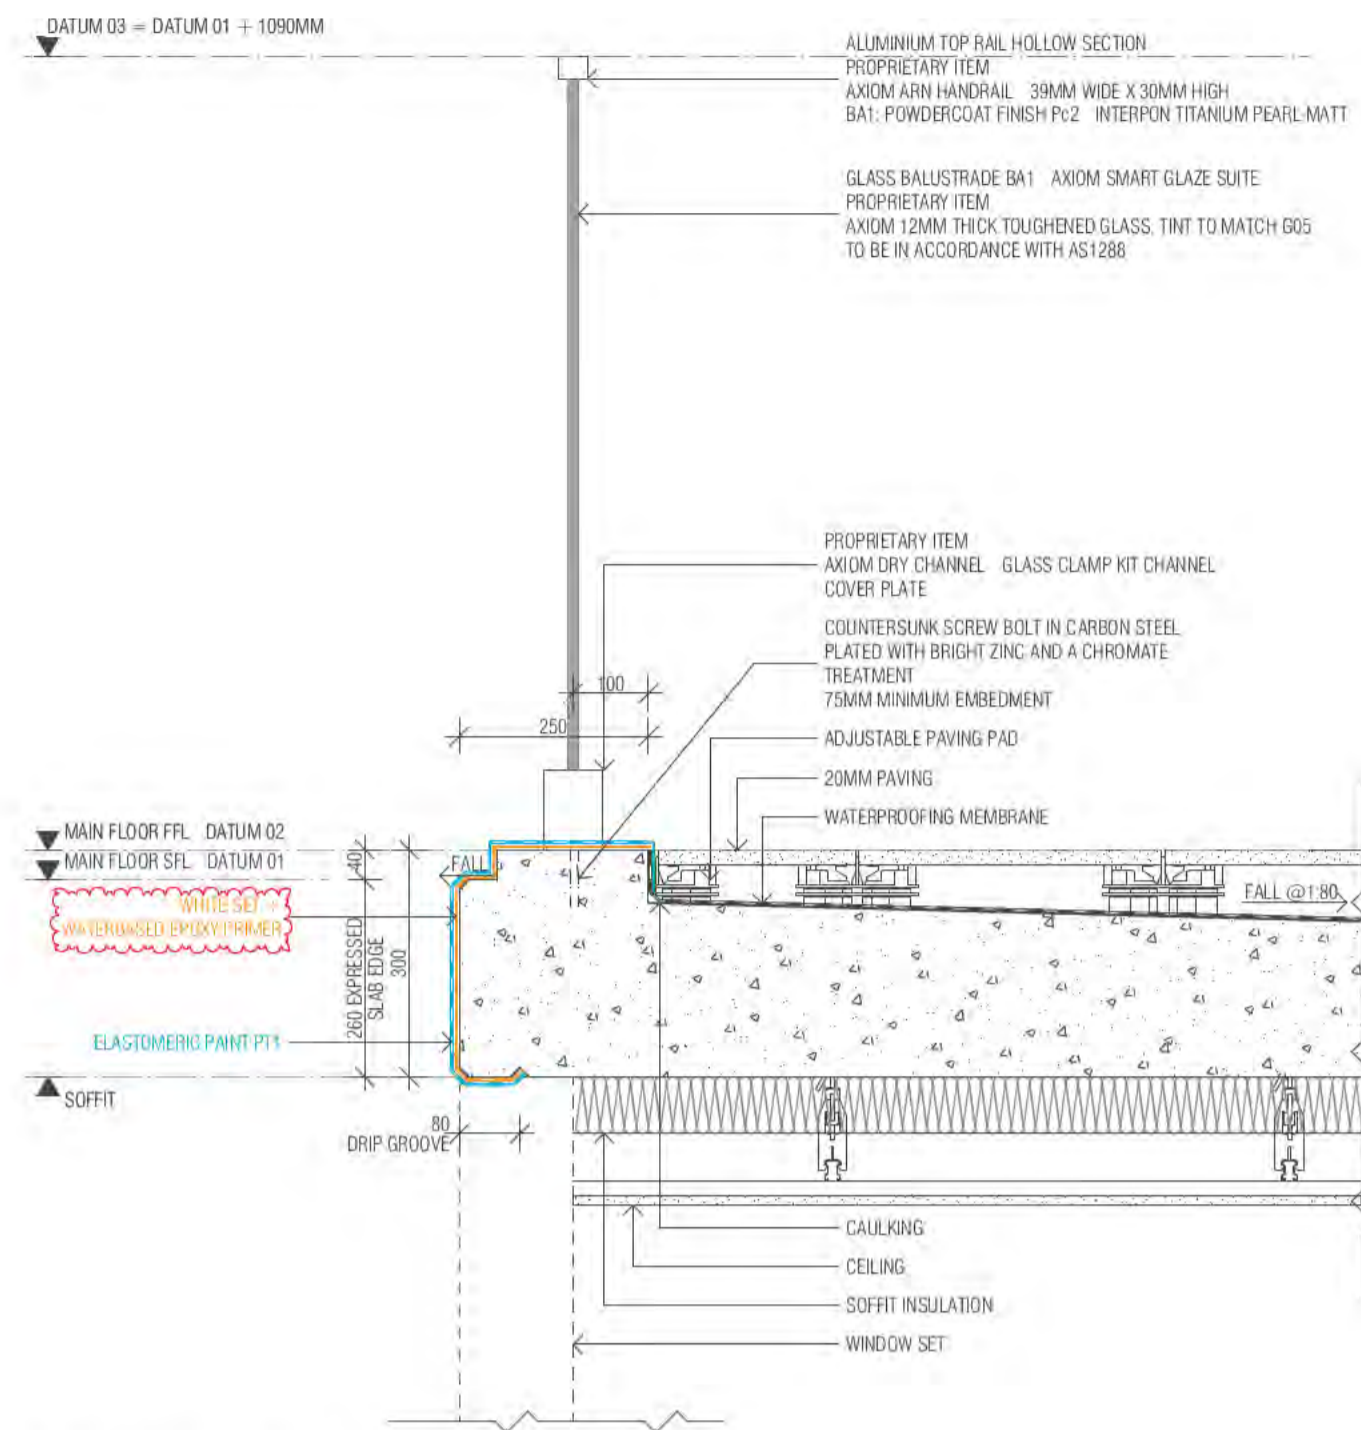 DATUM 03 = DATUM 01 + 1090MM
ALUMINIUM TOP RAIL HOLLOW SECTION
PROPRIETARY ITEM
AXIOM ARN HANDRAIL 39MM WIDE X 30MM HIGH
BA1: POWDERCOAT FINISH Pc2 INTERPON TITANIUM PEARL-MATT
GLASS BALUSTRADE BA1 AXIOM SMART GLAZE SUITE
PROPRIETARY ITEM
AXIOM 12MM THICK TOUGHENED GLASS, TINT TO MATCH G05
TO BE IN ACCORDANCE WITH AS1288
PROPRIETARY ITEM
AXIOM DRY CHANNEL GLASS CLAMP KIT CHANNEL
COVER PLATE
COUNTERSUNK SCREW BOLT IN CARBON STEEL
PLATED WITH BRIGHT ZINC AND A CHROMATE
TREATMENT
75MM MINIMUM EMBEDMENT
100
250
ADJUSTABLE PAVING PAD
20MM PAVING
WATERPROOFING MEMBRANE
MAIN FLOOR FFL DATUM 02
MAIN FLOOR SFL DATUM 01
40
FALL
FALL @1:80
WHITE SET +
WATERBASED EPOXY PRIMER
260 EXPRESSED
SLAB EDGE
300
ELASTOMERIC PAINT PT1
SOFFIT
80
DRIP GROOVE
CAULKING
CEILING
SOFFIT INSULATION
WINDOW SET